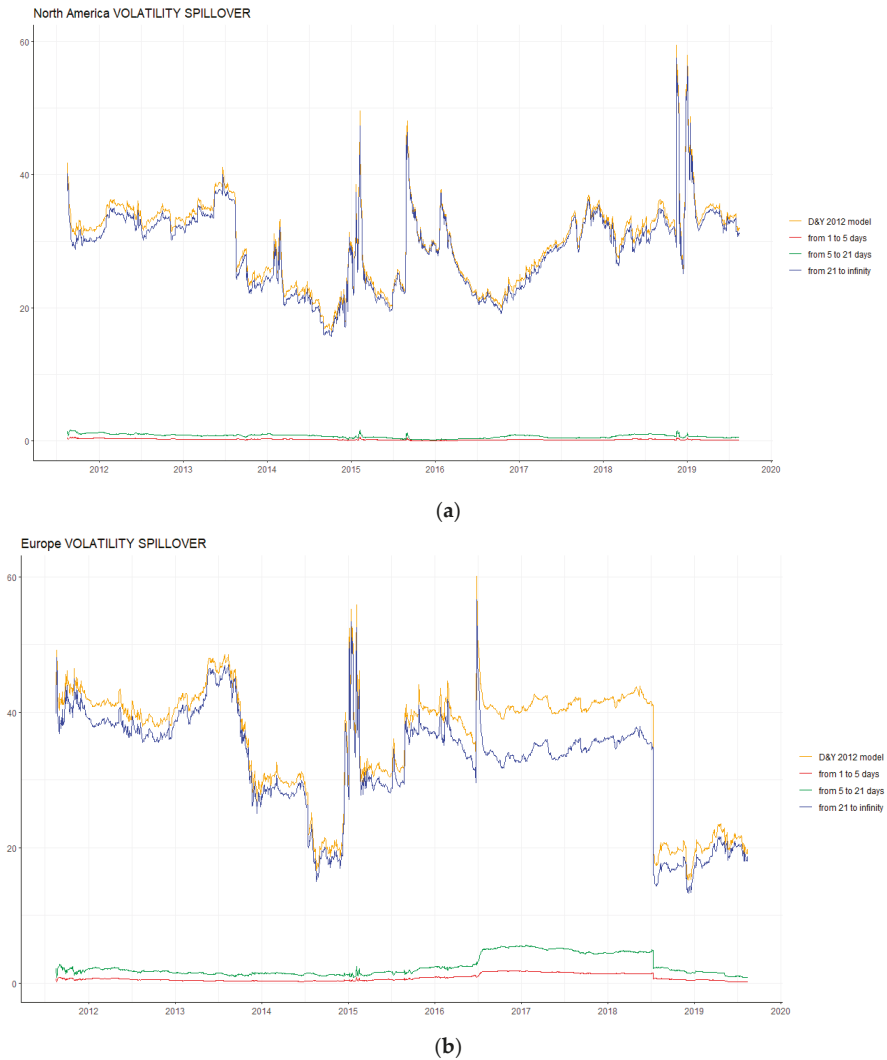 North America VOLATILITY SPILLOVER
60
40
20
0
2012 2013 2014 2015 2016 2017 2018 2019 2020
D&Y 2012 model
from 1 to 5 days
from 5 to 21 days
from 21 to infinity
(a)
Europe VOLATILITY SPILLOVER
60
40
20
0
2012 2013 2014 2015 2016 2017 2018 2019 2020
D&Y 2012 model
from 1 to 5 days
from 5 to 21 days
from 21 to infinity
(b)